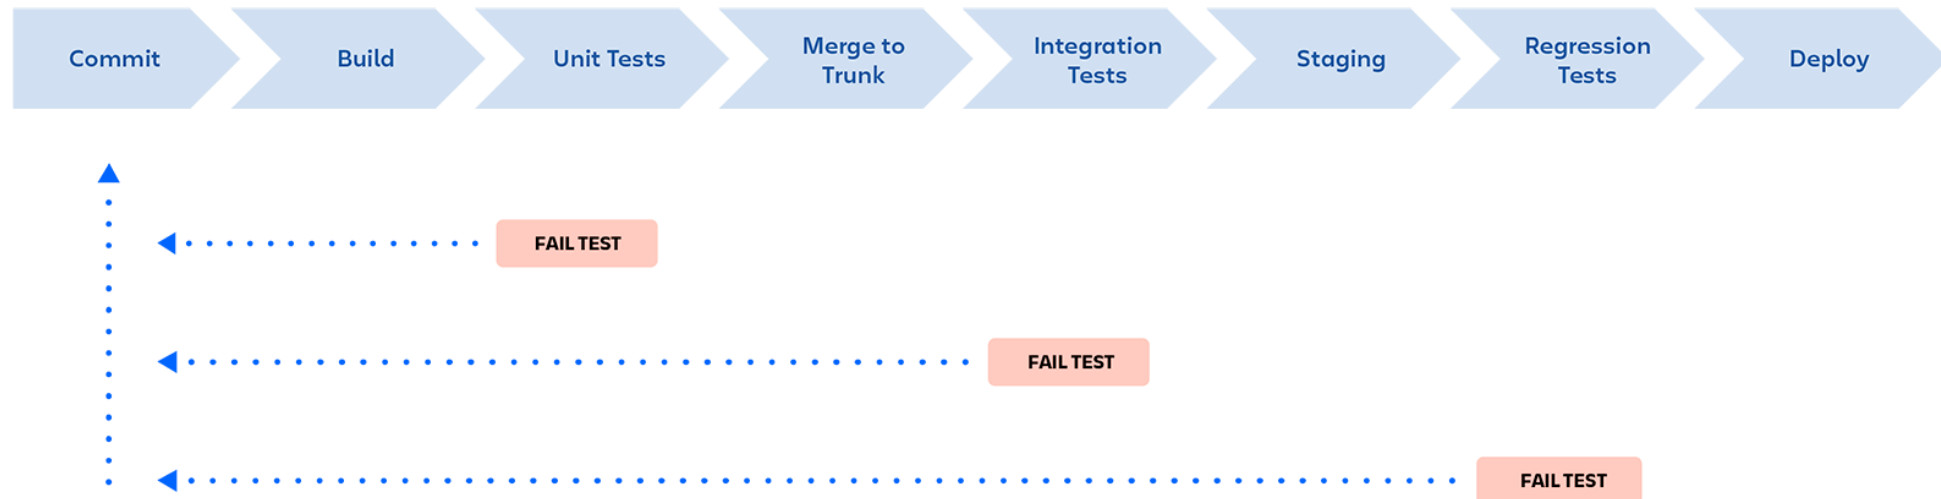 Commit
Build
Unit Tests
Merge to
Trunk
Integration
Tests
Staging
Regression
Tests
Deploy
FAIL TEST
FAIL TEST
FAIL TEST